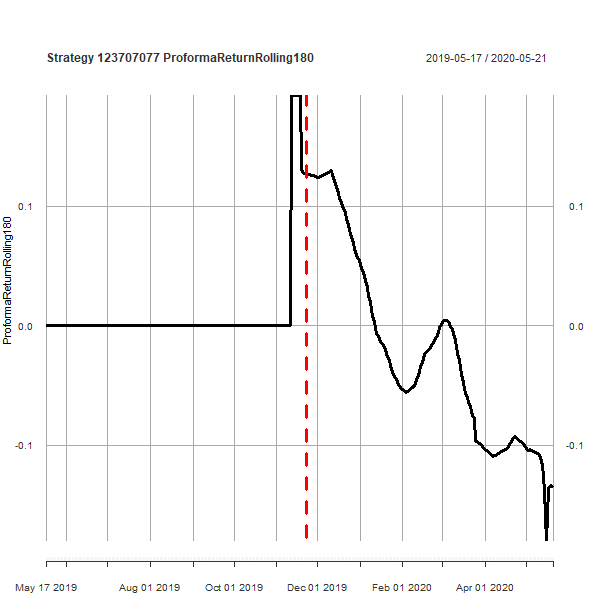 Strategy 123707077 ProformaReturnRolling180
2019-05-17 / 2020-05-21
ProformaReturnRolling180
0.1
0.1
0.0
0.0
-0.1
-0.1
May 17 2019
Aug 01 2019
Oct 01 2019
Dec 01 2019
Feb 01 2020
Apr 01 2020